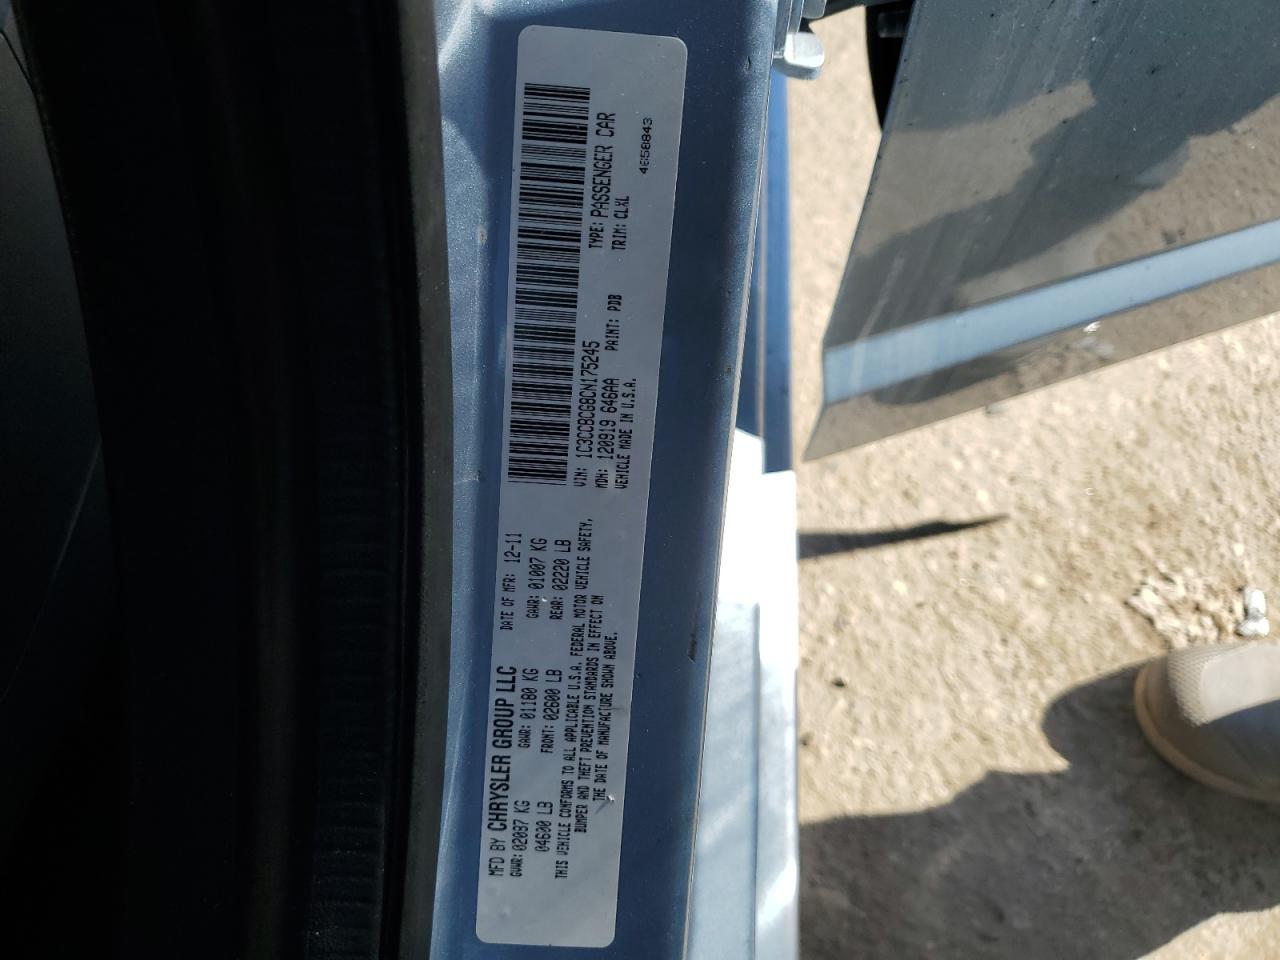 MFD BY CHRYSLER GROUP LLC DATE OF MFR: 12-11
GVWR: 02087 KG GAWR: 01180 KG GAWR: 01007 KG
04600 LB FRONT: 02600 LB REAR: 02220 LB
THIS VEHICLE CONFORMS TO ALL APPLICABLE U.S.A. FEDERAL MOTOR VEHICLE SAFETY,
BUMPER AND THEFT PREVENTION STANDARDS IN EFFECT ON
THE DATE OF MANUFACTURE SHOWN ABOVE.
VIN: 1C3CCBCG8CN175245 TYPE: PASSENGER CAR
MDH: 120919 646AA PAINT: PDB TRIM: CLXL
VEHICLE MADE IN U.S.A. 4658843